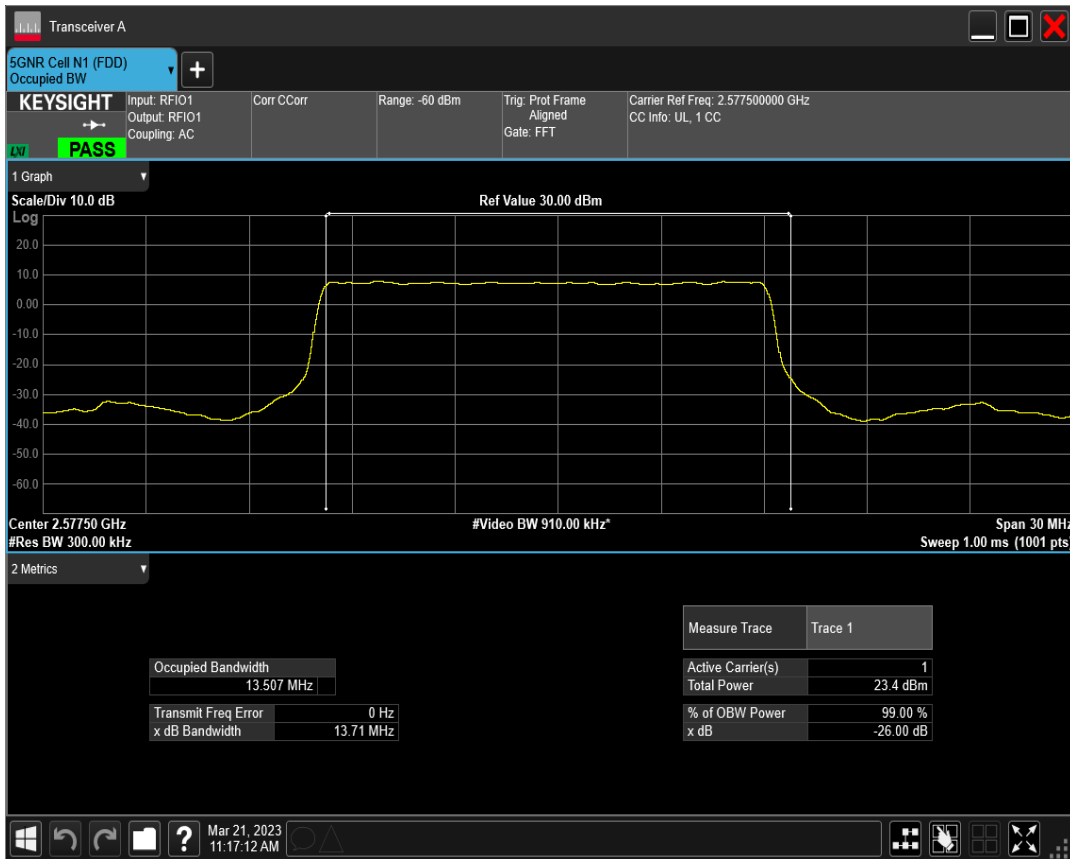 Transceiver A
5GNR Cell N1 (FDD)
Occupied BW
+
KEYSIGHT
LXI
PASS
Input: RFIO1
Output: RFIO1
Coupling: AC
Corr CCorr
Range: -60 dBm
Trig: Prot Frame
Aligned
Gate: FFT
Carrier Ref Freq: 2.577500000 GHz
CC Info: UL, 1 CC
1 Graph
Scale/Div 10.0 dB
Ref Value 30.00 dBm
Log
20.0
10.0
0.00
-10.0
-20.0
-30.0
-40.0
-50.0
-60.0
Center 2.57750 GHz
#Video BW 910.00 kHz*
Span 30 MHz
#Res BW 300.00 kHz
Sweep 1.00 ms (1001 pts)
2 Metrics
Measure Trace Trace 1
Occupied Bandwidth
13.507 MHz
Active Carrier(s) 1
Total Power 23.4 dBm
Transmit Freq Error 0 Hz
x dB Bandwidth 13.71 MHz
% of OBW Power 99.00 %
x dB -26.00 dB
?
Mar 21, 2023
11:17:12 AM